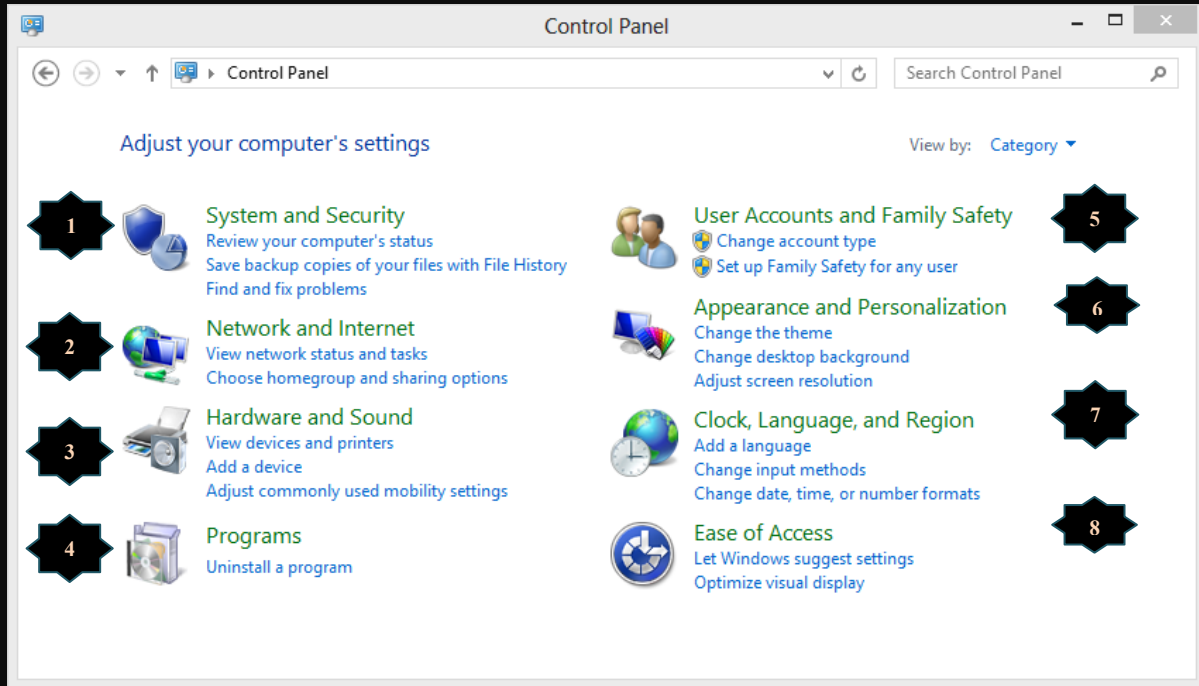 Control Panel
Control Panel
Search Control Panel
Adjust your computer's settings
View by: Category
1
System and Security
Review your computer's status
Save backup copies of your files with File History
Find and fix problems
2
Network and Internet
View network status and tasks
Choose homegroup and sharing options
3
Hardware and Sound
View devices and printers
Add a device
Adjust commonly used mobility settings
4
Programs
Uninstall a program
User Accounts and Family Safety
5
Change account type
Set up Family Safety for any user
Appearance and Personalization
6
Change the theme
Change desktop background
Adjust screen resolution
Clock, Language, and Region
7
Add a language
Change input methods
Change date, time, or number formats
Ease of Access
8
Let Windows suggest settings
Optimize visual display